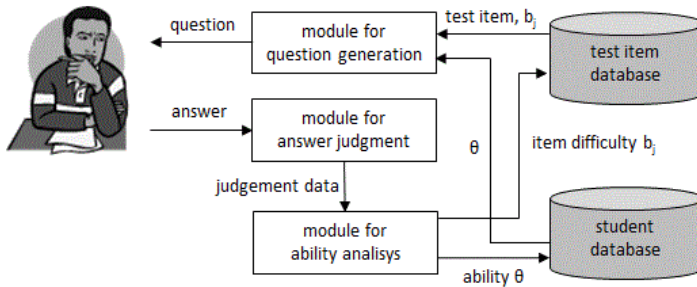 question
module for
question generation
test item, bj
test item
database
answer
module for
answer judgment
θ
item difficulty bj
judgement data
module for
ability analisys
student
database
ability θ